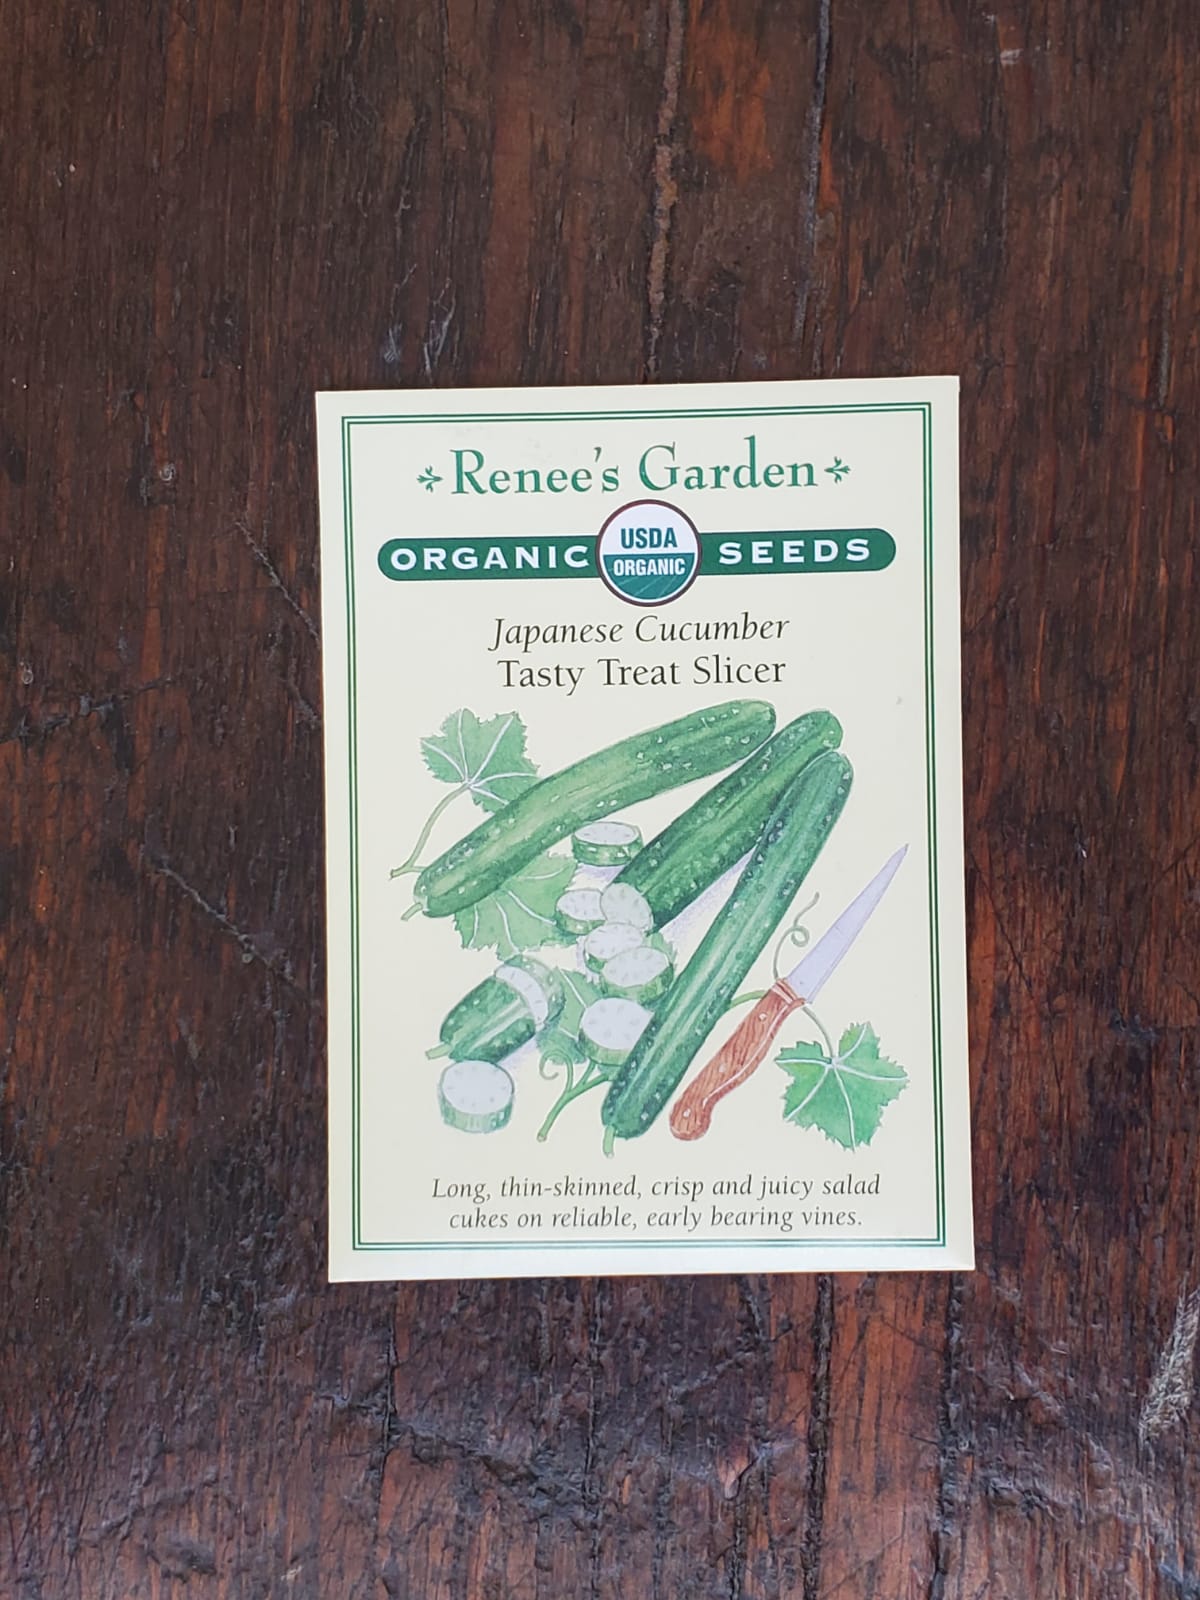 Renee's Garden
ORGANIC USDA ORGANIC SEEDS
Japanese Cucumber
Tasty Treat Slicer
Long, thin-skinned, crisp and juicy salad
cukes on reliable, early bearing vines.